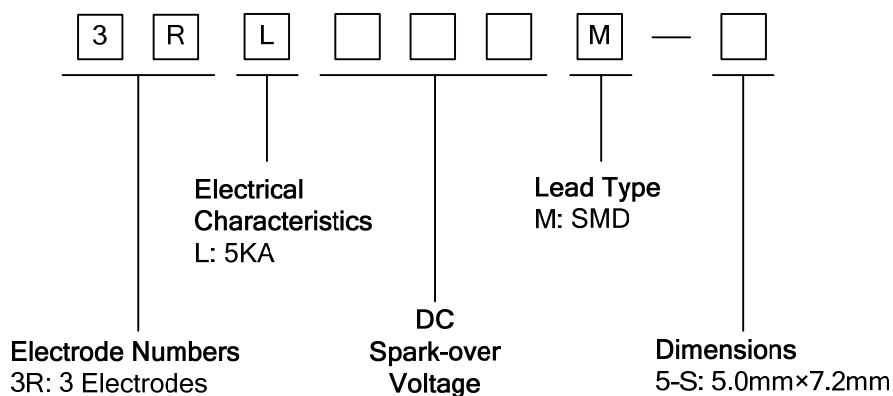 3 R L M —
Electrical
Characteristics
L: 5KA
Lead Type
M: SMD
Electrode Numbers
3R: 3 Electrodes
DC
Spark-over
Voltage
Dimensions
5-S: 5.0mm×7.2mm